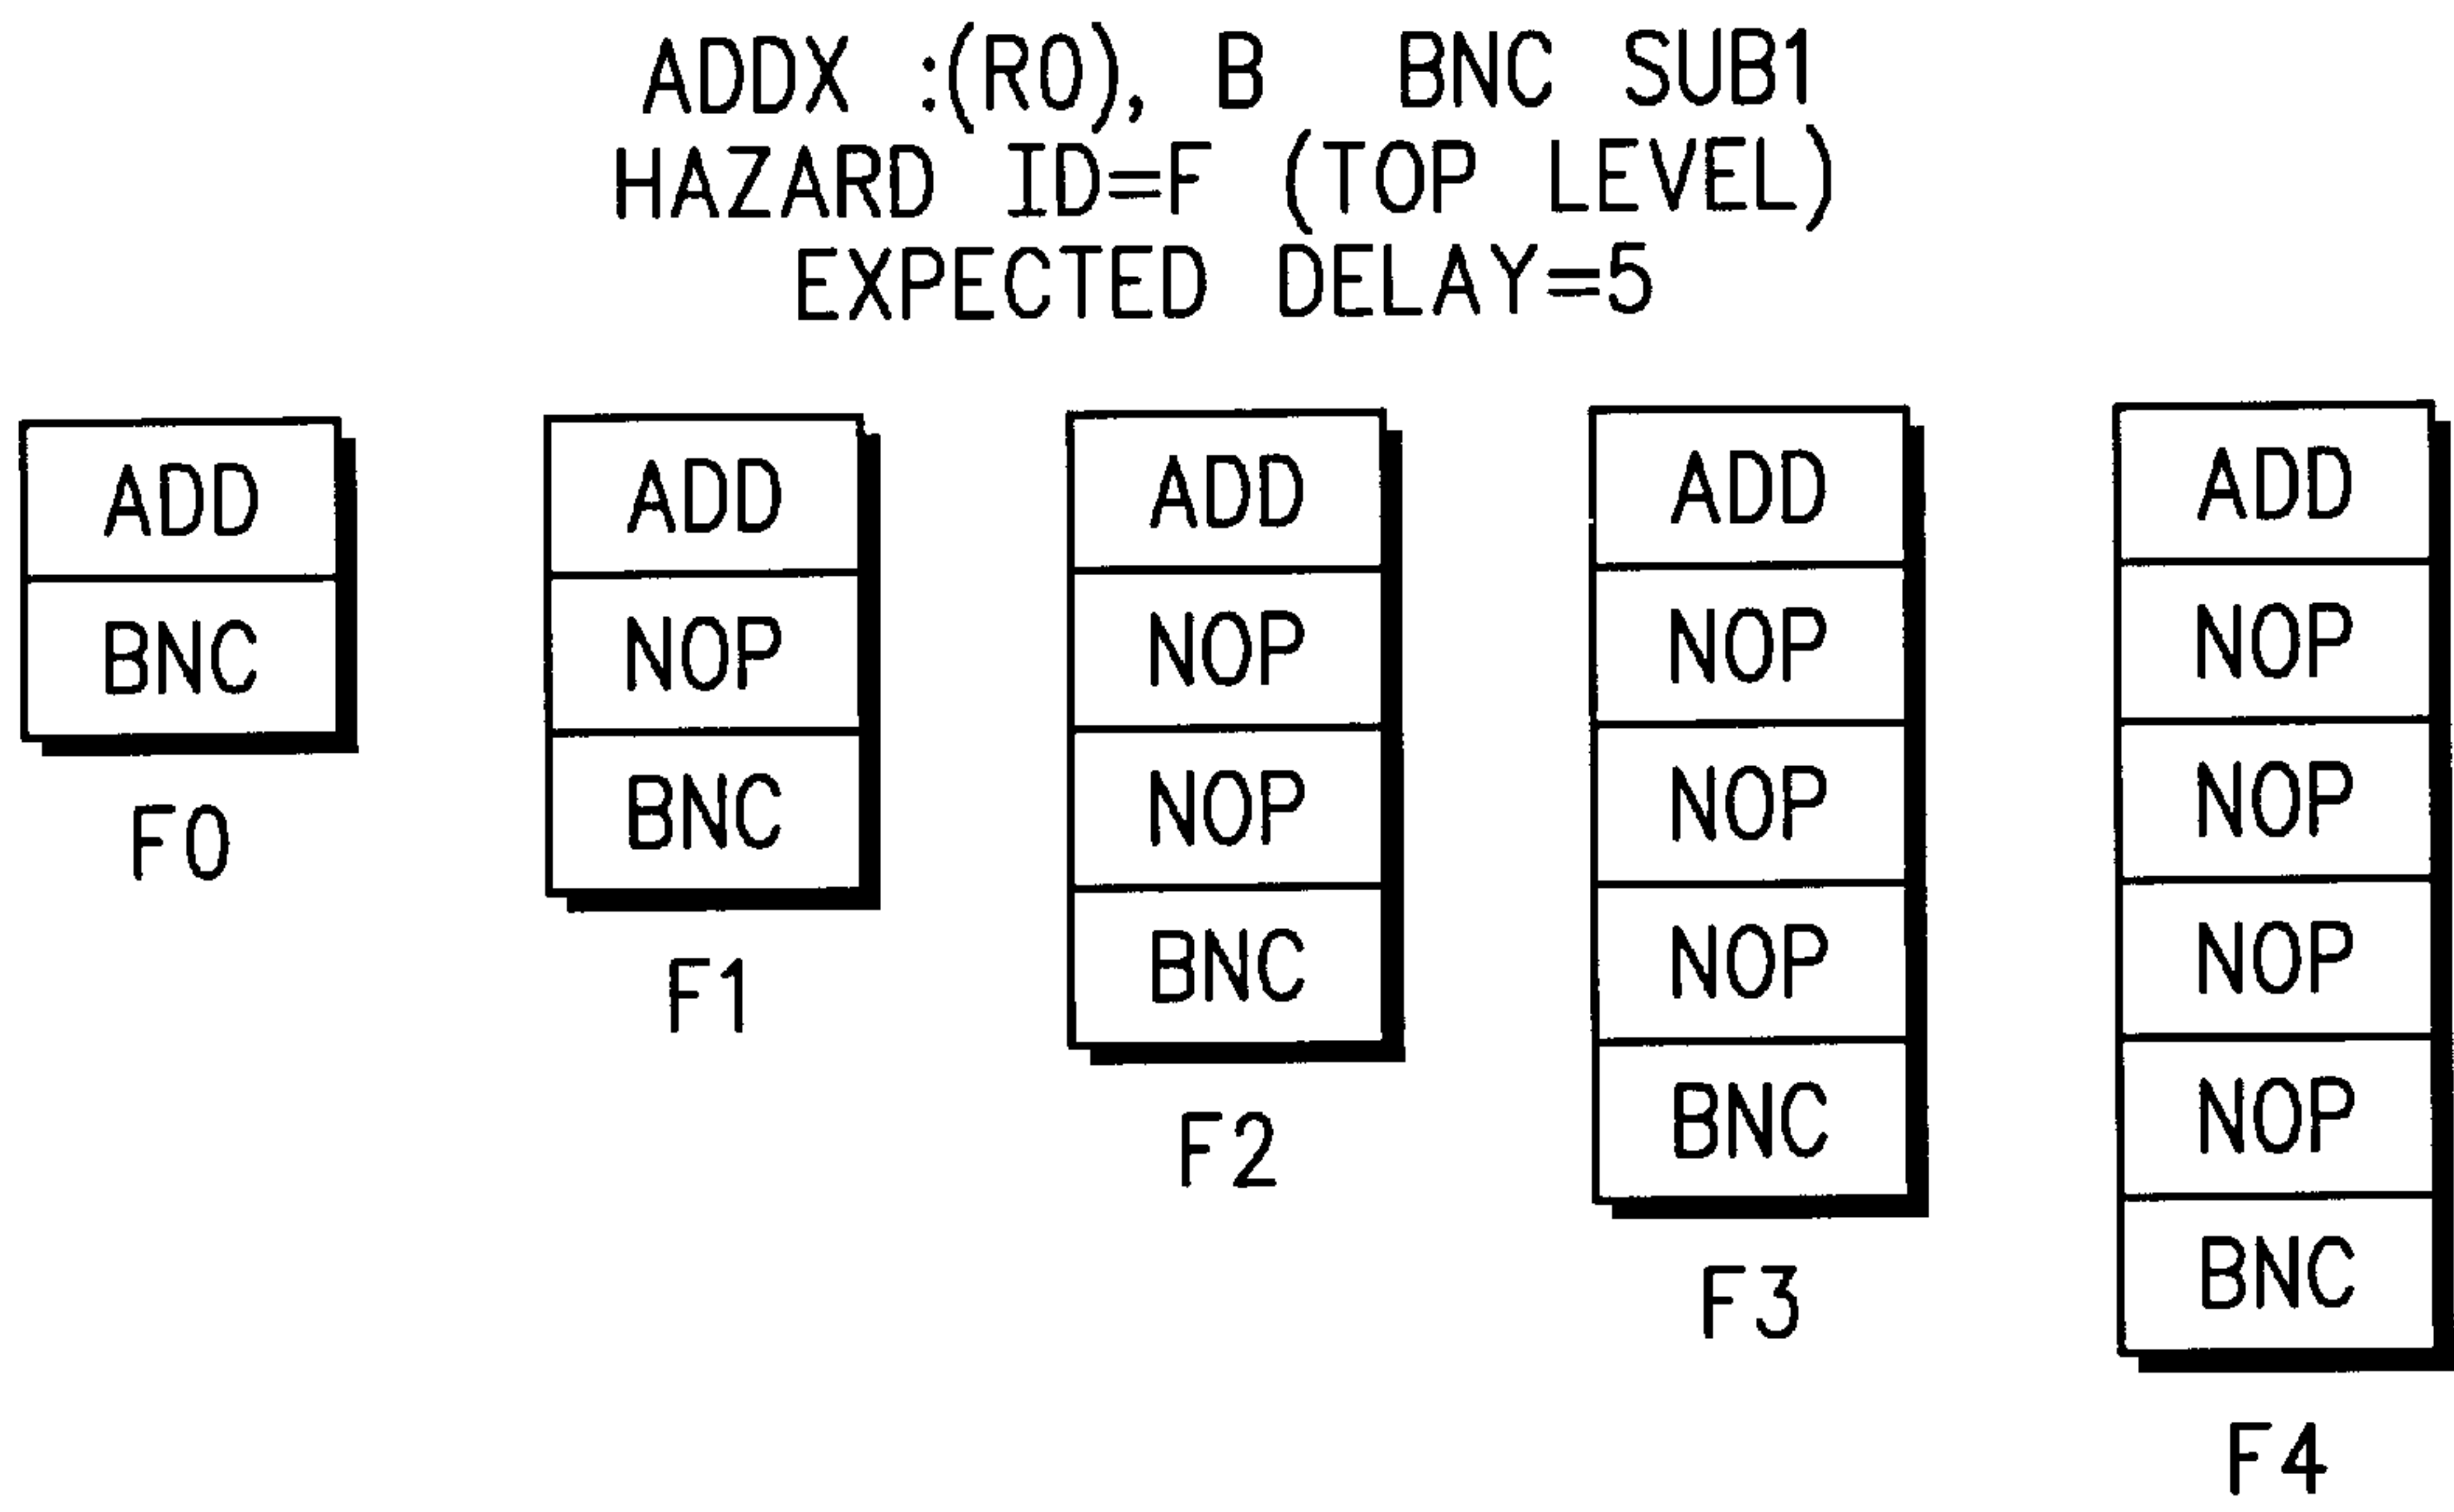 ADDX :(R0), B BNC SUB1
HAZARD ID=F (TOP LEVEL)
EXPECTED DELAY=5
ADD
BNC
F0
ADD
NOP
BNC
F1
ADD
NOP
NOP
BNC
F2
ADD
NOP
NOP
NOP
BNC
F3
ADD
NOP
NOP
NOP
NOP
BNC
F4